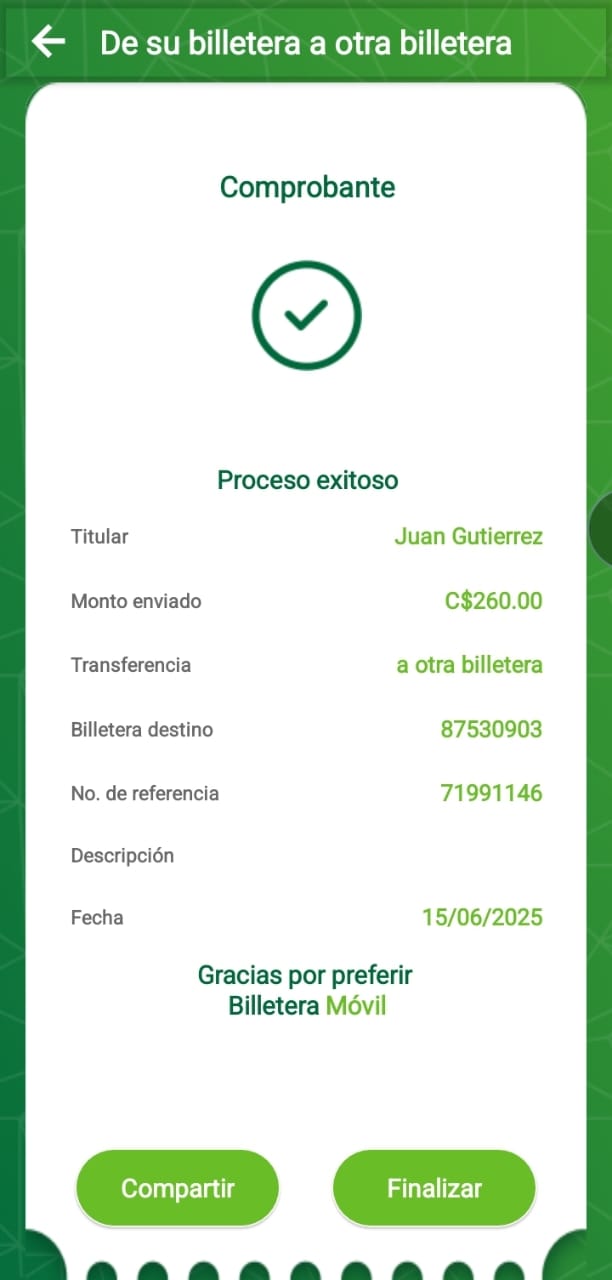 De su billetera a otra billetera
Comprobante
Proceso exitoso
Titular Juan Gutierrez
Monto enviado C$260.00
Transferencia a otra billetera
Billetera destino 87530903
No. de referencia 71991146
Descripción
Fecha 15/06/2025
Gracias por preferir
Billetera Móvil
Compartir Finalizar